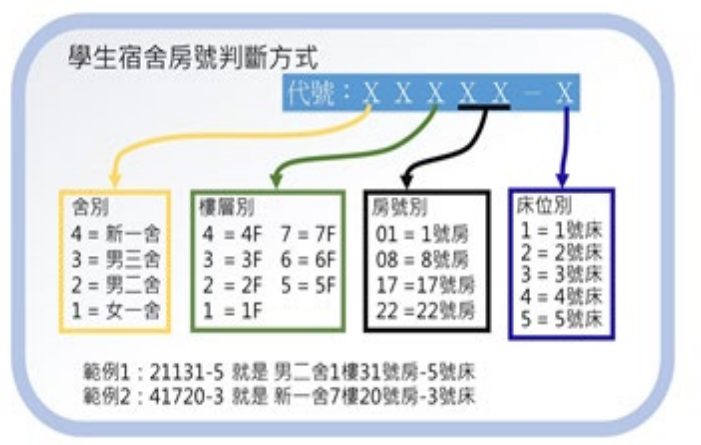 學生宿舍房號判斷方式
代號：X X X X X － X
舍別
4 = 新一舍
3 = 男三舍
2 = 男二舍
1 = 女一舍
樓層別
4 = 4F 7 = 7F
3 = 3F 6 = 6F
2 = 2F 5 = 5F
1 = 1F
房號別
01 = 1號房
08 = 8號房
17 =17號房
22 =22號房
床位別
1 = 1號床
2 = 2號床
3 = 3號床
4 = 4號床
5 = 5號床
範例1：21131-5 就是 男二舍1樓31號房-5號床
範例2：41720-3 就是 新一舍7樓20號房-3號床